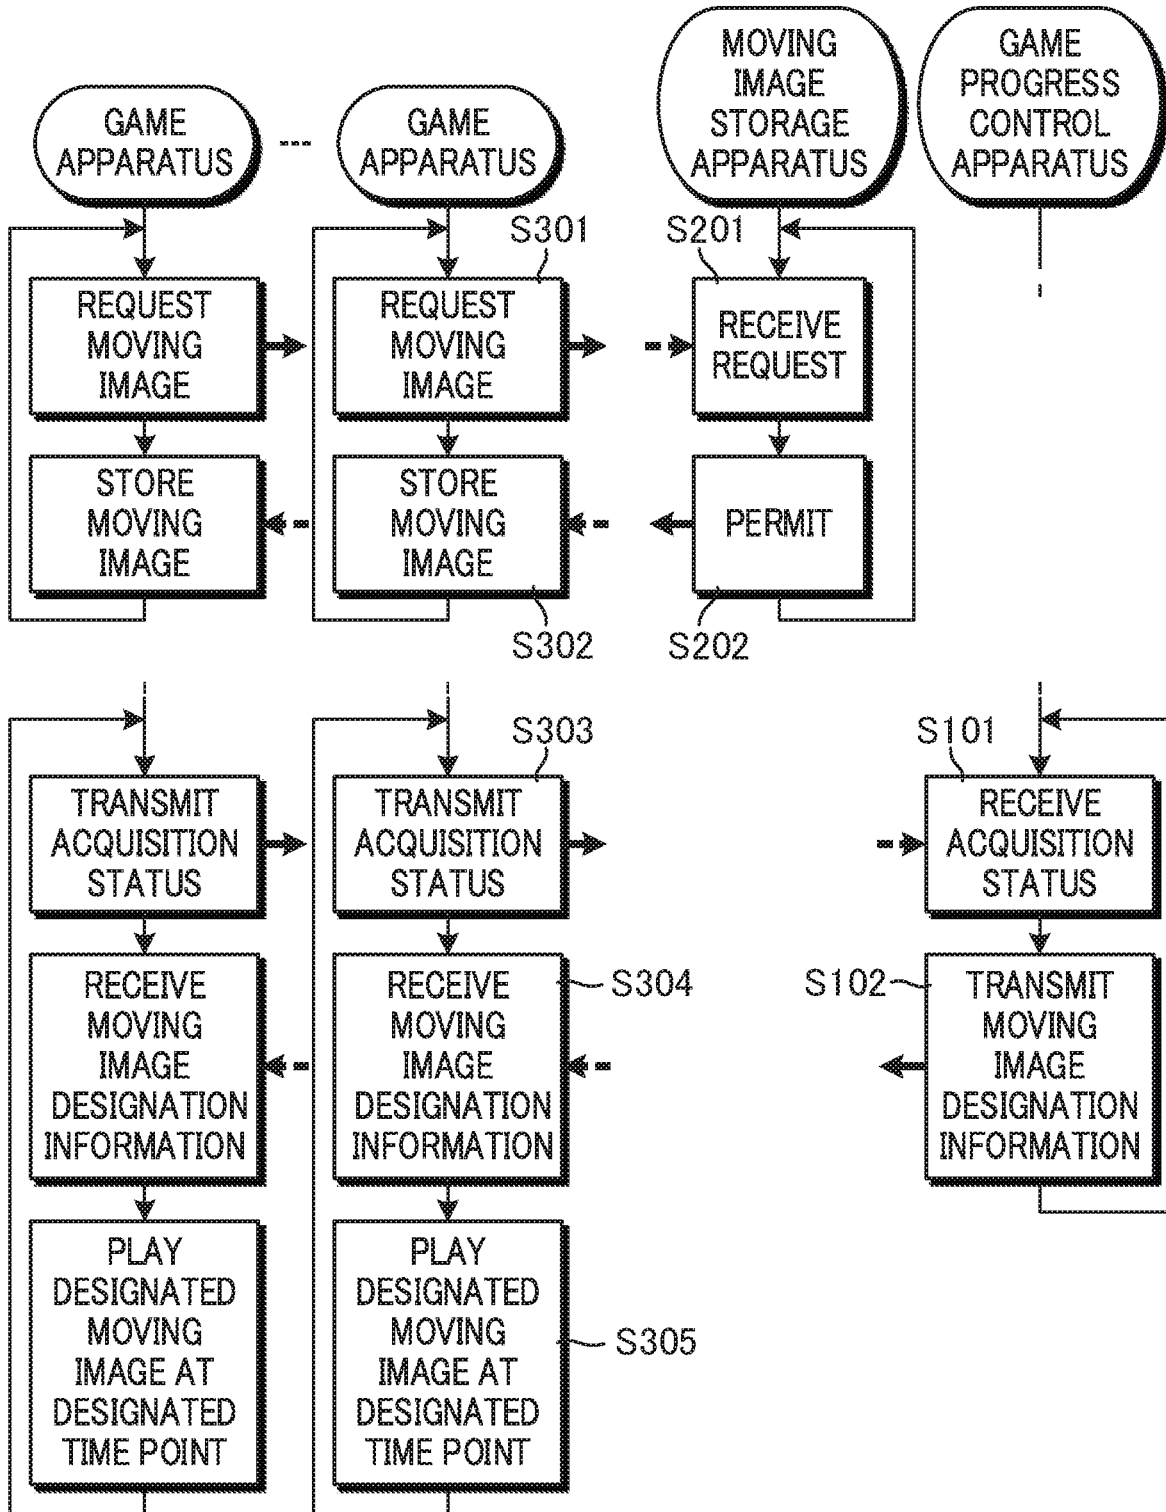 GAME
APPARATUS
GAME
APPARATUS
MOVING
IMAGE
STORAGE
APPARATUS
GAME
PROGRESS
CONTROL
APPARATUS
REQUEST
MOVING
IMAGE
S301
REQUEST
MOVING
IMAGE
S201
RECEIVE
REQUEST
STORE
MOVING
IMAGE
STORE
MOVING
IMAGE
S302
PERMIT
S202
TRANSMIT
ACQUISITION
STATUS
S303
TRANSMIT
ACQUISITION
STATUS
S101
RECEIVE
ACQUISITION
STATUS
RECEIVE
MOVING
IMAGE
DESIGNATION
INFORMATION
RECEIVE
MOVING
IMAGE
DESIGNATION
INFORMATION
S304
S102
TRANSMIT
MOVING
IMAGE
DESIGNATION
INFORMATION
PLAY
DESIGNATED
MOVING
IMAGE AT
DESIGNATED
TIME POINT
PLAY
DESIGNATED
MOVING
IMAGE AT
DESIGNATED
TIME POINT
S305